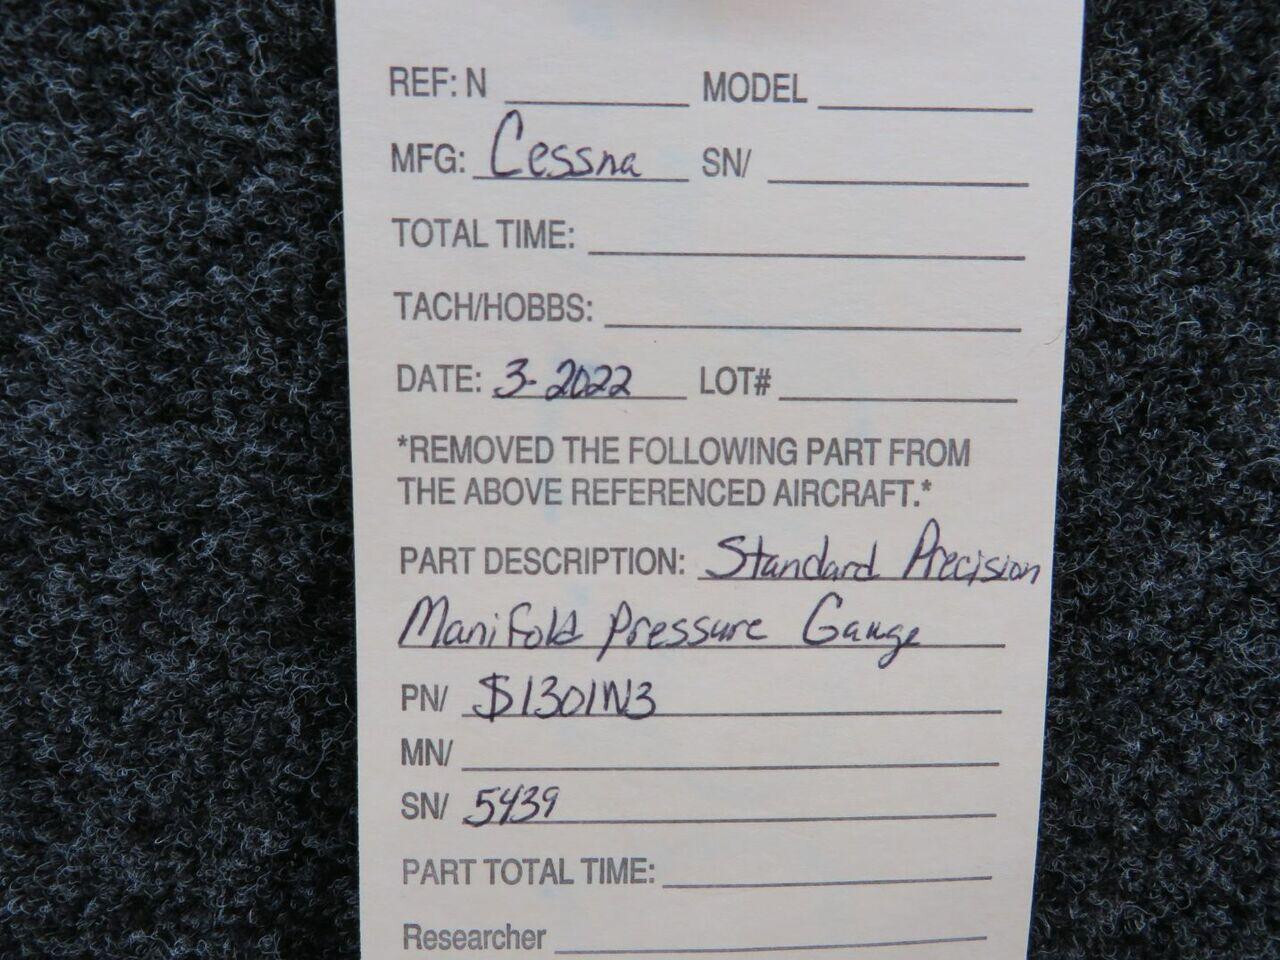 REF: N MODEL
MFG: Cessna SN/
TOTAL TIME:
TACH/HOBBS:
DATE: 3-2022 LOT#
*REMOVED THE FOLLOWING PART FROM
THE ABOVE REFERENCED AIRCRAFT.*
PART DESCRIPTION: Standard Precision
Manifold Pressure Gauge
PN/ S1301N3
MN/
SN/ 5439
PART TOTAL TIME:
Researcher